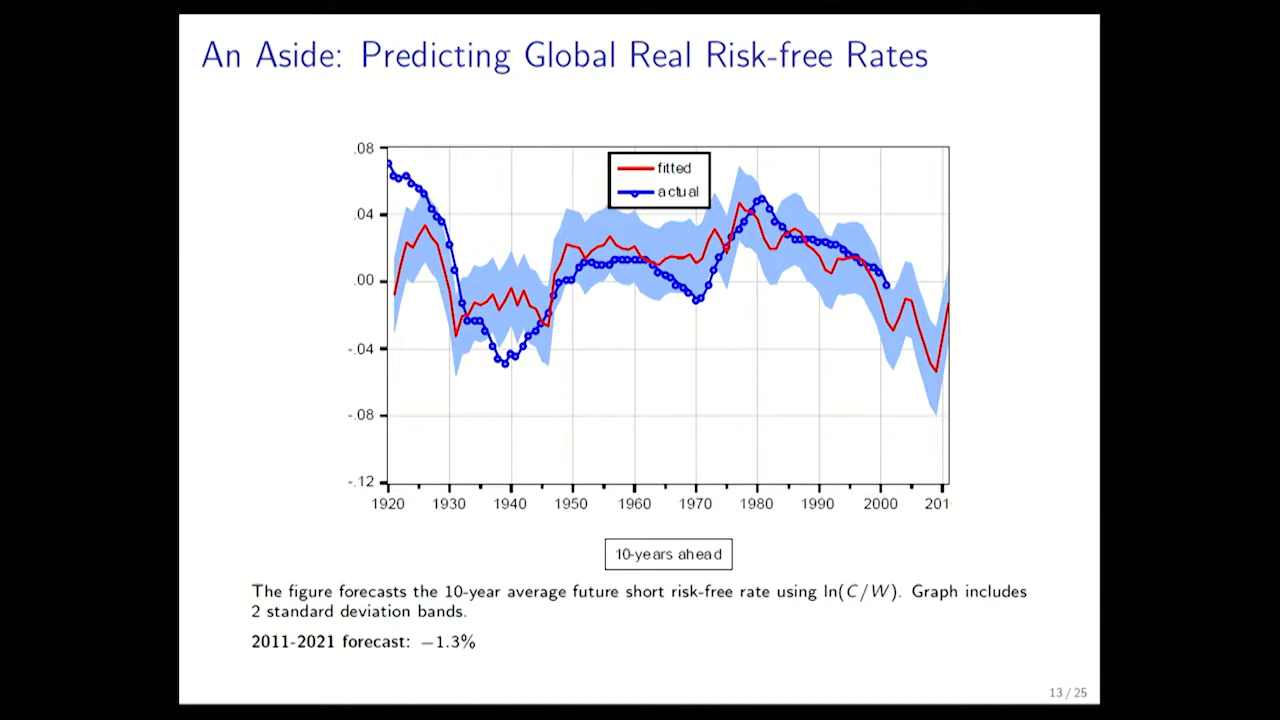 An Aside: Predicting Global Real Risk-free Rates
.08
.04
.00
-.04
-.08
-.12
fitted
actual
1920 1930 1940 1950 1960 1970 1980 1990 2000 201
10-years ahead
The figure forecasts the 10-year average future short risk-free rate using ln(C/W). Graph includes
2 standard deviation bands.
2011-2021 forecast: −1.3%
13 / 25